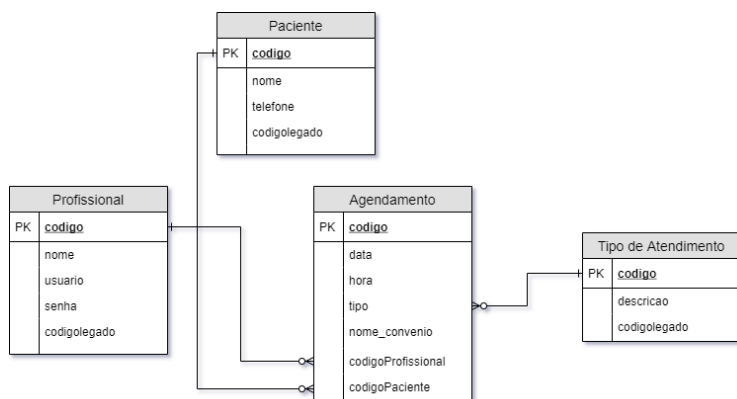 Paciente
PK codigo
nome
telefone
codigolegado
Profissional
PK codigo
nome
usuario
senha
codigolegado
Agendamento
PK codigo
data
hora
tipo
nome_convenio
codigoProfissional
codigoPaciente
Tipo de Atendimento
PK codigo
descricao
codigolegado